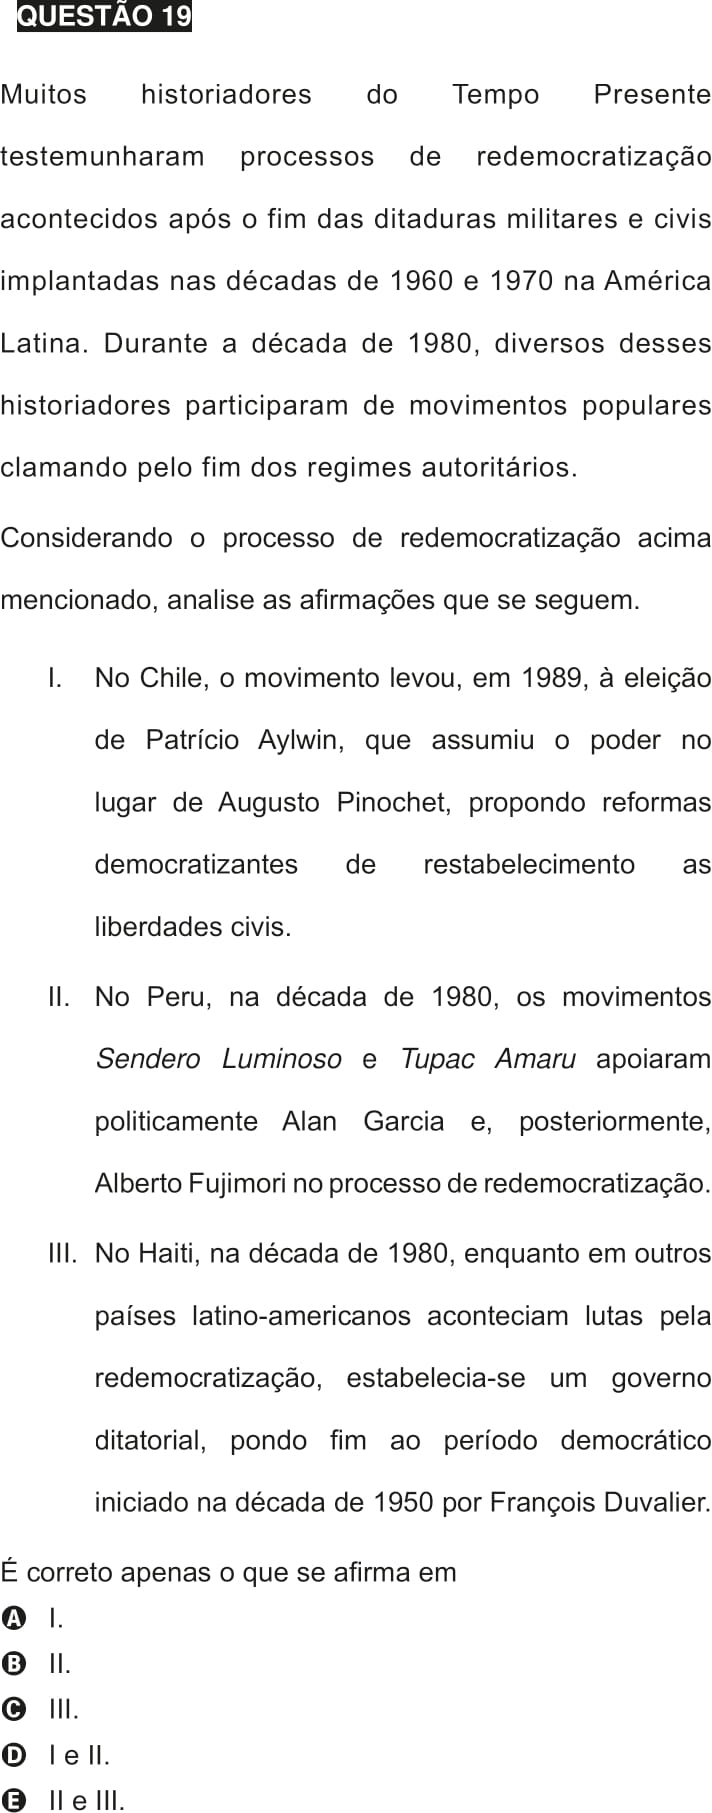 QUESTÃO 19
Muitos historiadores do Tempo Presente
testemunharam processos de redemocratização
acontecidos após o fim das ditaduras militares e civis
implantadas nas décadas de 1960 e 1970 na América
Latina. Durante a década de 1980, diversos desses
historiadores participaram de movimentos populares
clamando pelo fim dos regimes autoritários.
Considerando o processo de redemocratização acima
mencionado, analise as afirmações que se seguem.
I. No Chile, o movimento levou, em 1989, à eleição
de Patrício Aylwin, que assumiu o poder no
lugar de Augusto Pinochet, propondo reformas
democratizantes de restabelecimento as
liberdades civis.
II. No Peru, na década de 1980, os movimentos
Sendero Luminoso e Tupac Amaru apoiaram
politicamente Alan Garcia e, posteriormente,
Alberto Fujimori no processo de redemocratização.
III. No Haiti, na década de 1980, enquanto em outros
países latino-americanos aconteciam lutas pela
redemocratização, estabelecia-se um governo
ditatorial, pondo fim ao período democrático
iniciado na década de 1950 por François Duvalier.
É correto apenas o que se afirma em
A I.
B II.
C III.
D I e II.
E II e III.